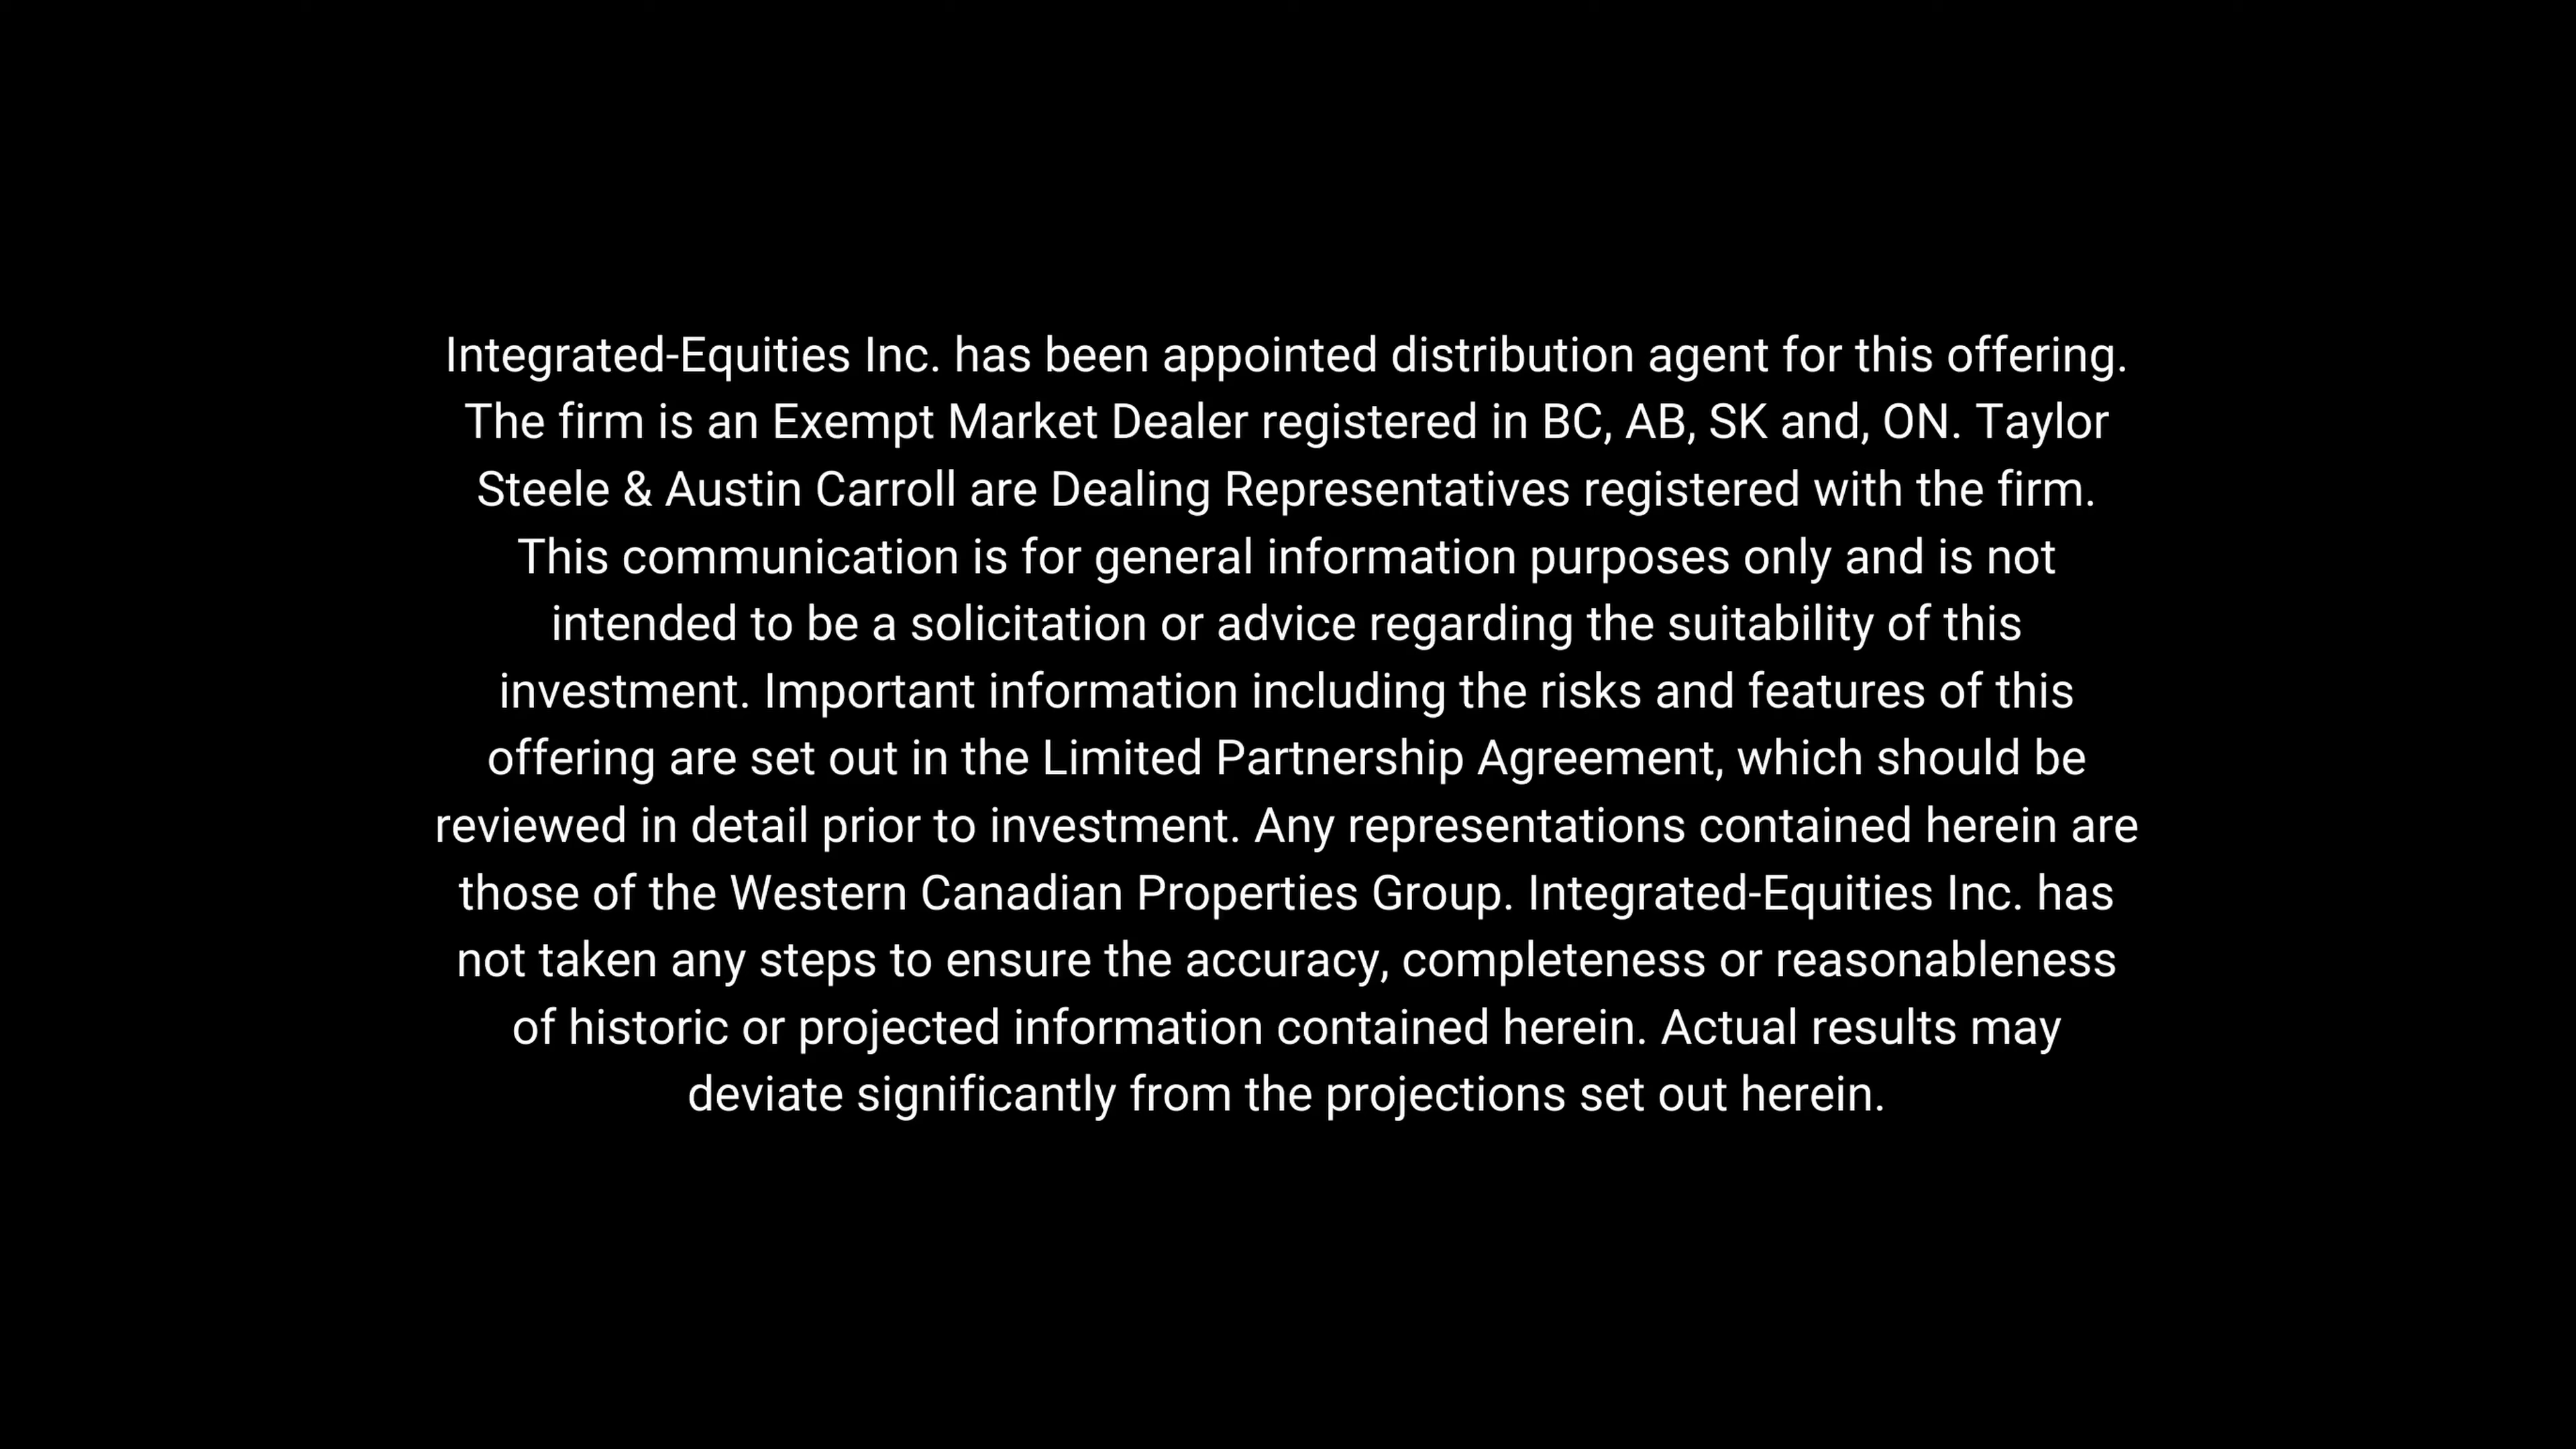 Integrated-Equities Inc. has been appointed distribution agent for this offering.
The firm is an Exempt Market Dealer registered in BC, AB, SK and, ON. Taylor
Steele & Austin Carroll are Dealing Representatives registered with the firm.
This communication is for general information purposes only and is not
intended to be a solicitation or advice regarding the suitability of this
investment. Important information including the risks and features of this
offering are set out in the Limited Partnership Agreement, which should be
reviewed in detail prior to investment. Any representations contained herein are
those of the Western Canadian Properties Group. Integrated-Equities Inc. has
not taken any steps to ensure the accuracy, completeness or reasonableness
of historic or projected information contained herein. Actual results may
deviate significantly from the projections set out herein.